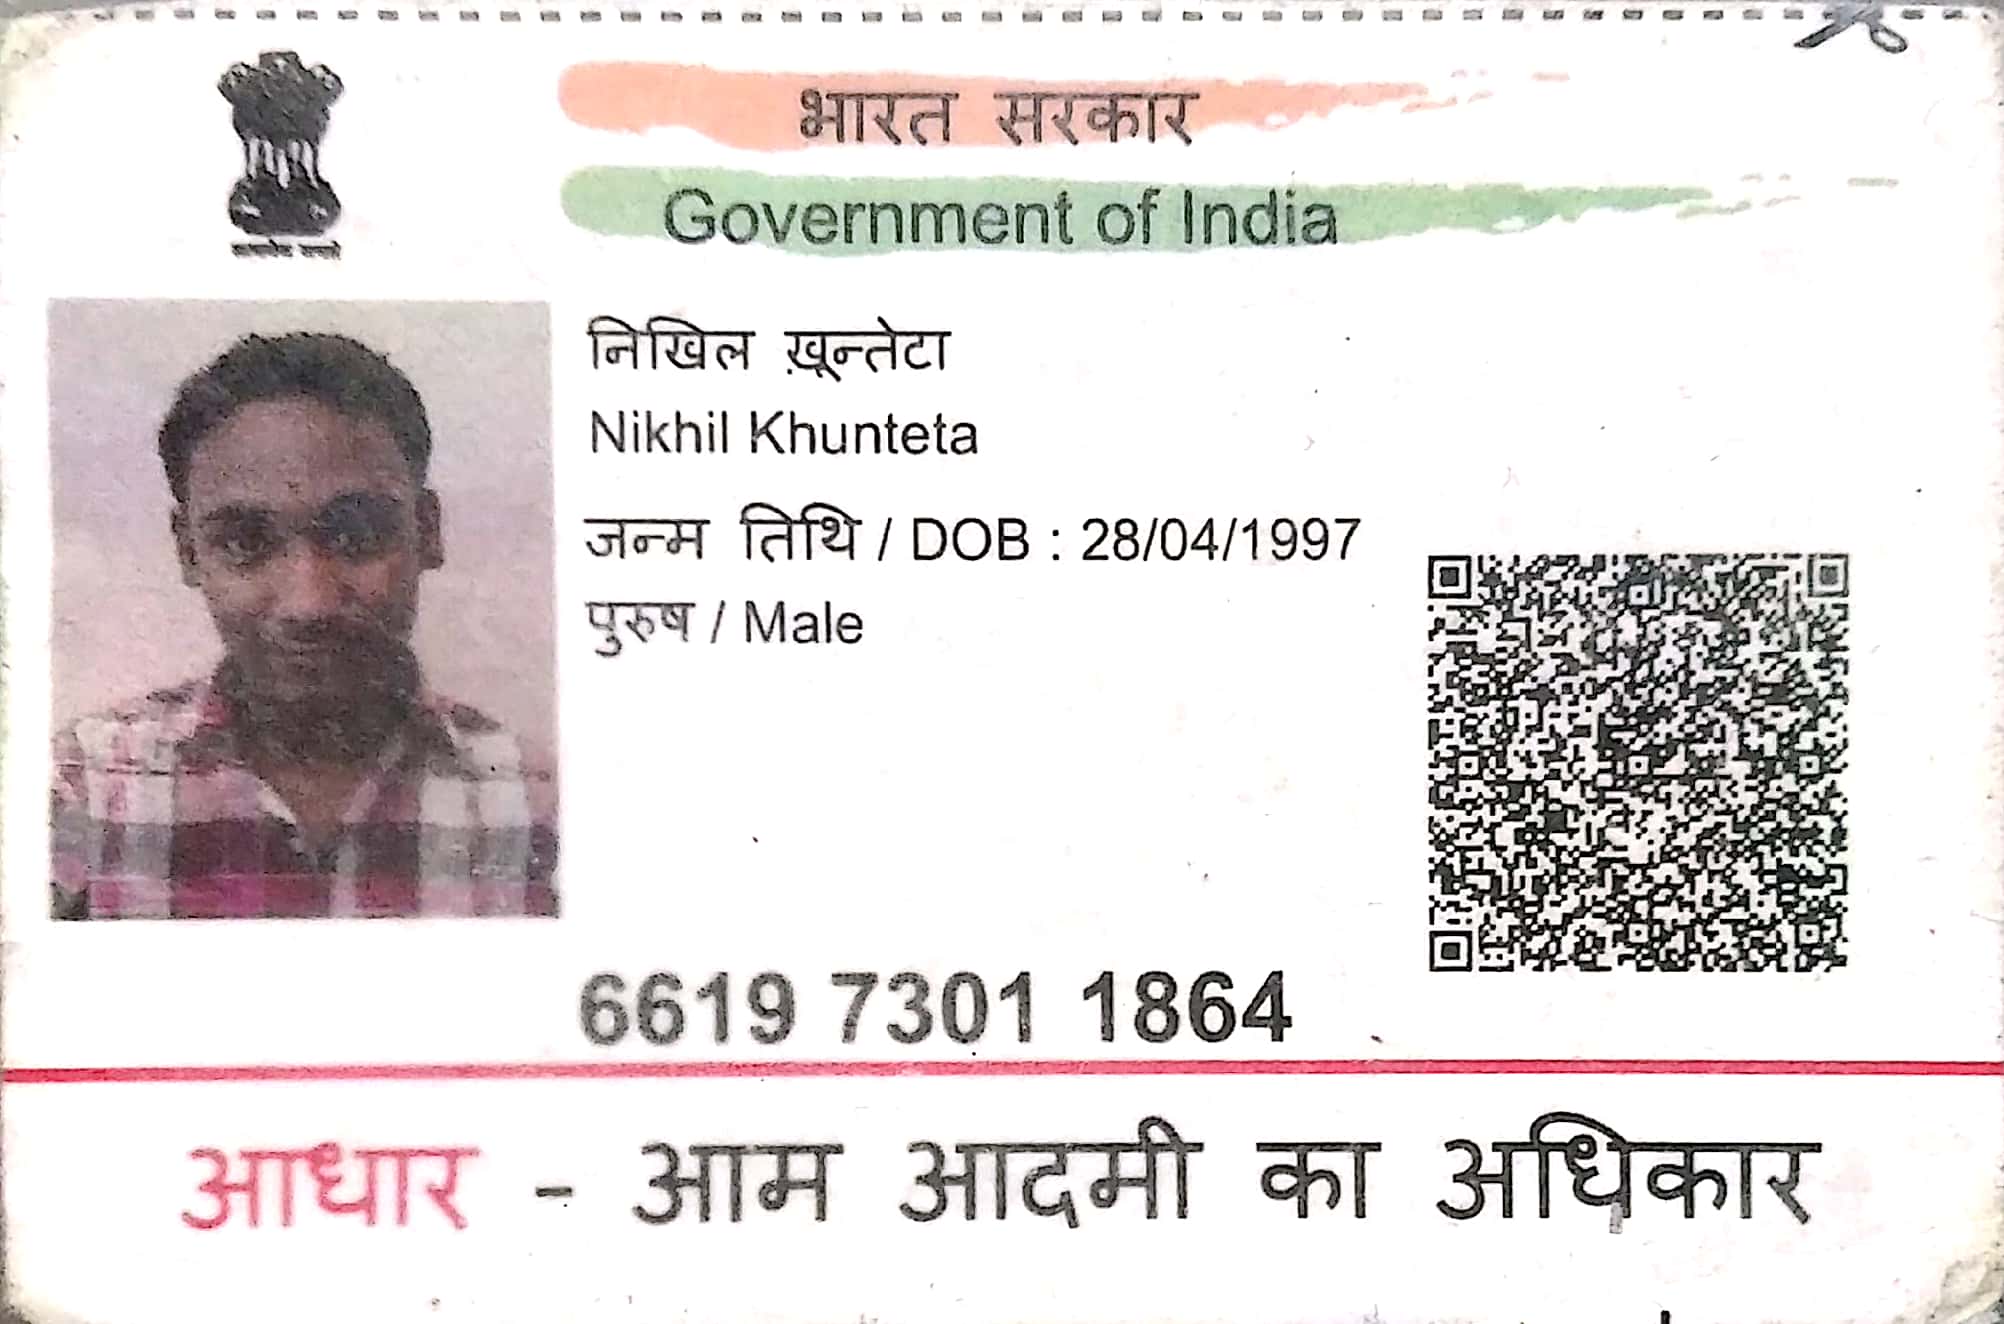 भारत सरकार
Government of India
निखिल ख़ून्तेटा
Nikhil Khunteta
जन्म तिथि / DOB : 28/04/1997
पुरुष / Male
6619 7301 1864
आधार - आम आदमी का अधिकार